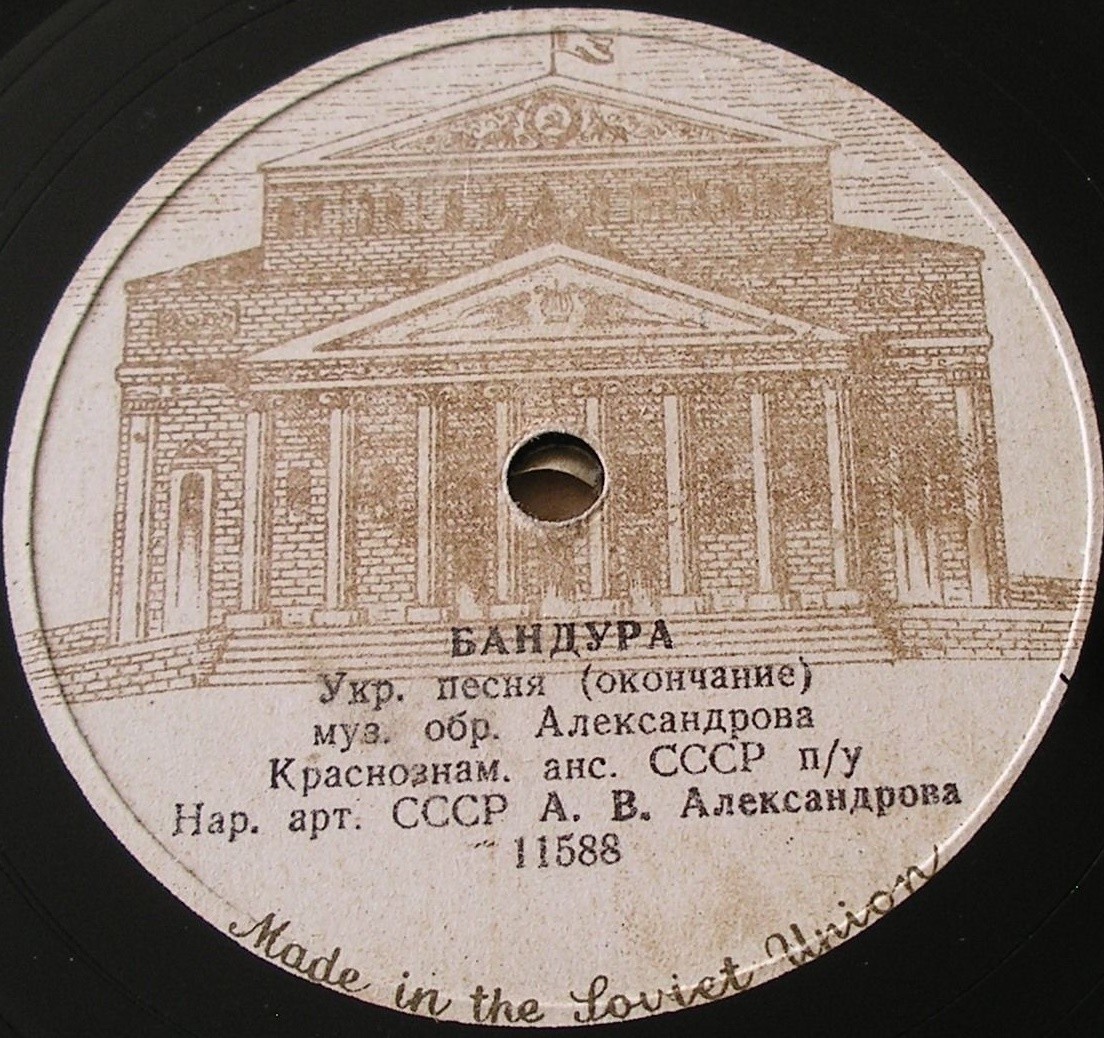 БАНДУРА
Укр. песня (окончание)
муз. обр. Александрова
Краснознам. анс. СССР п/у
Нар. арт. СССР А. В. Александрова
11588
Made in the Soviet Union